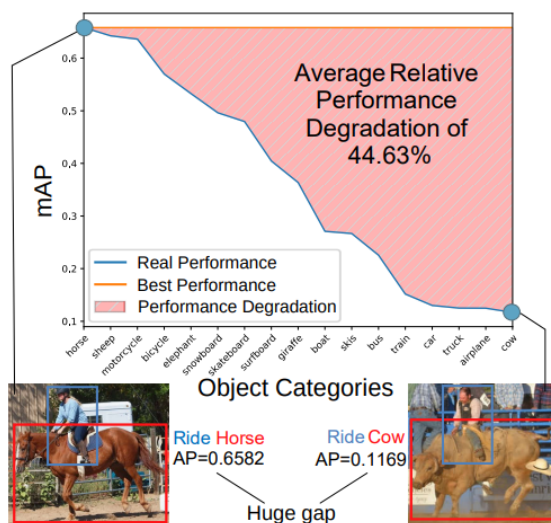 Average Relative
Performance
Degradation of
44.63%
mAP
0,6
0,5
0,4
0,3
0,2
0,1
Real Performance
Best Performance
Performance Degradation
horse
sheep
motorcycle
bicycle
elephant
snowboard
skateboard
surfboard
giraffe
boat
skis
bus
train
car
truck
airplane
cow
Object Categories
Ride Horse
AP=0.6582
Ride Cow
AP=0.1169
Huge gap